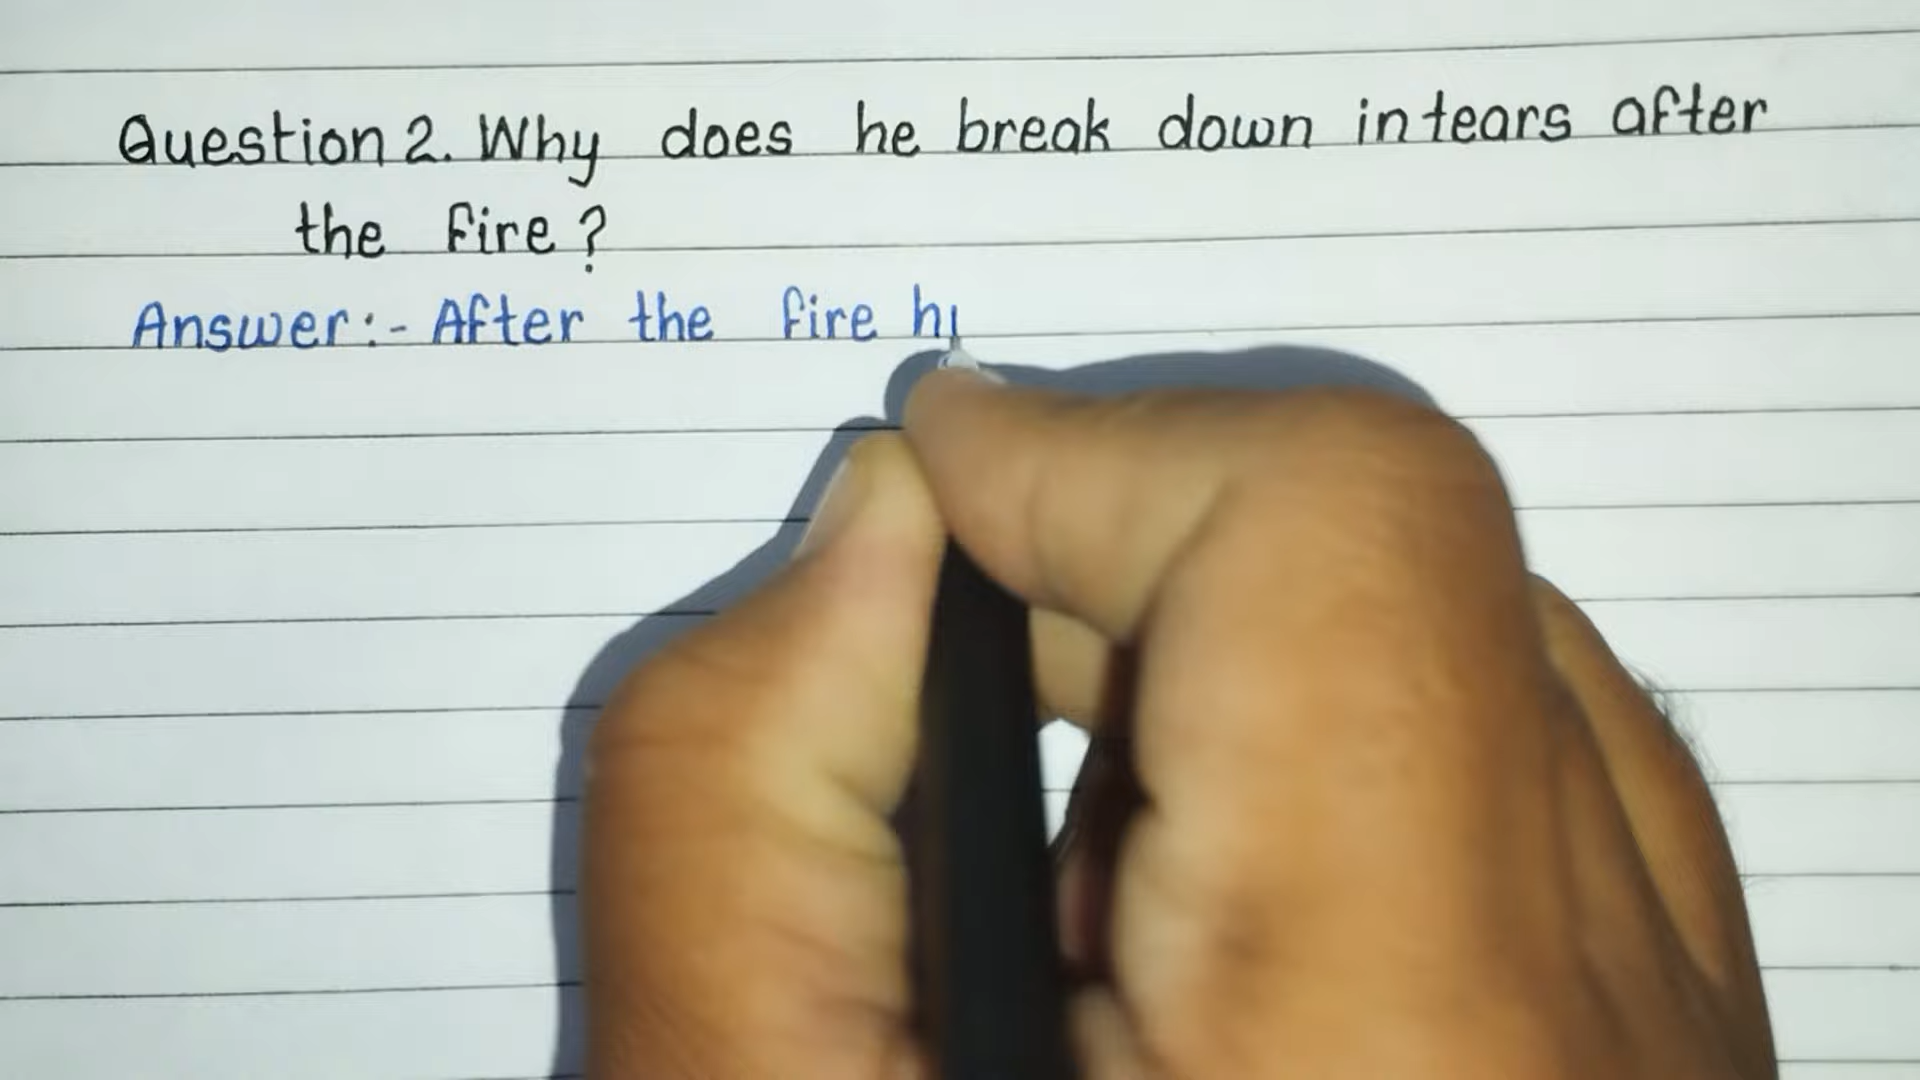 Question 2. Why does he break down in tears after
the fire?
Answer:- After the fire